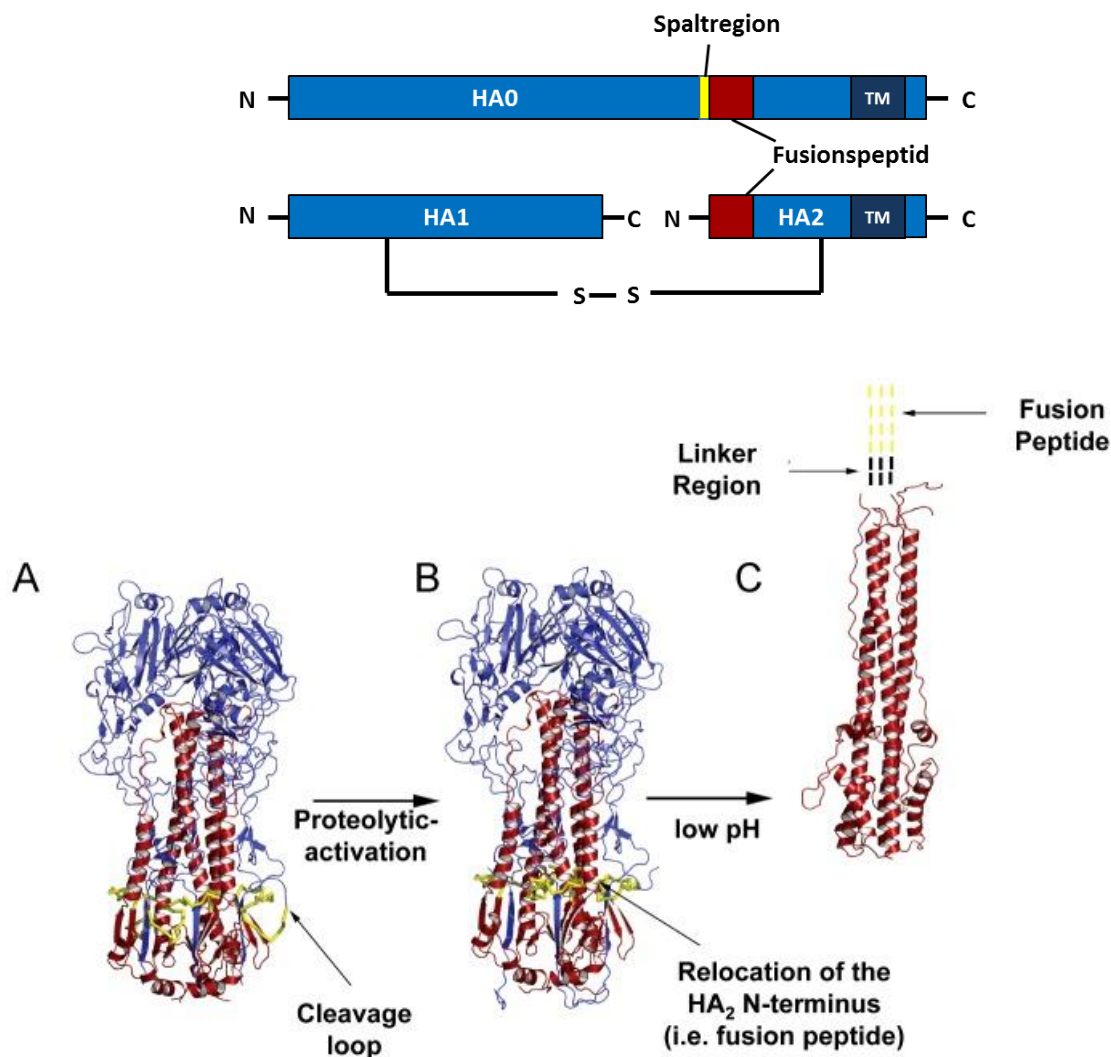 Spaltregion
N HA0 TM C
Fusionspeptid
N HA1 C N HA2 TM C
S S
Fusion
Peptide
Linker
Region
A B C
Proteolytic-
activation
low pH
Relocation of the
HA2 N-terminus
(i.e. fusion peptide)
Cleavage
loop